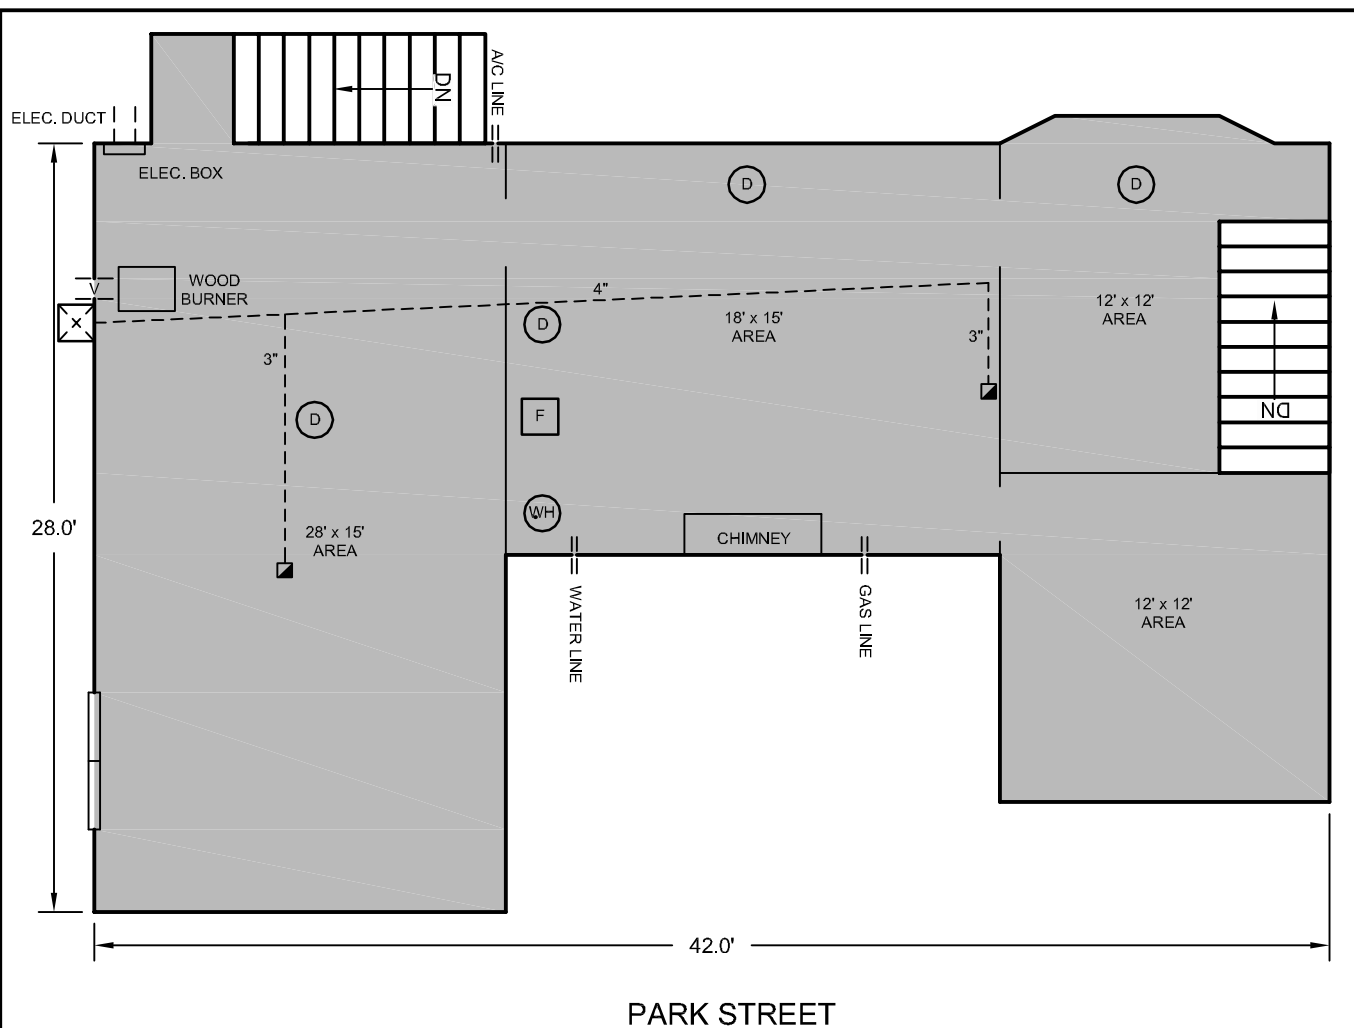 DN
A/C LINE
ELEC. DUCT
ELEC. BOX
D
D
V
WOOD
BURNER
4"
X
D
18' x 15'
AREA
12' x 12'
AREA
3"
3"
D
F
DN
WH
28.0'
28' x 15'
AREA
CHIMNEY
WATER LINE
GAS LINE
12' x 12'
AREA
42.0'
PARK STREET